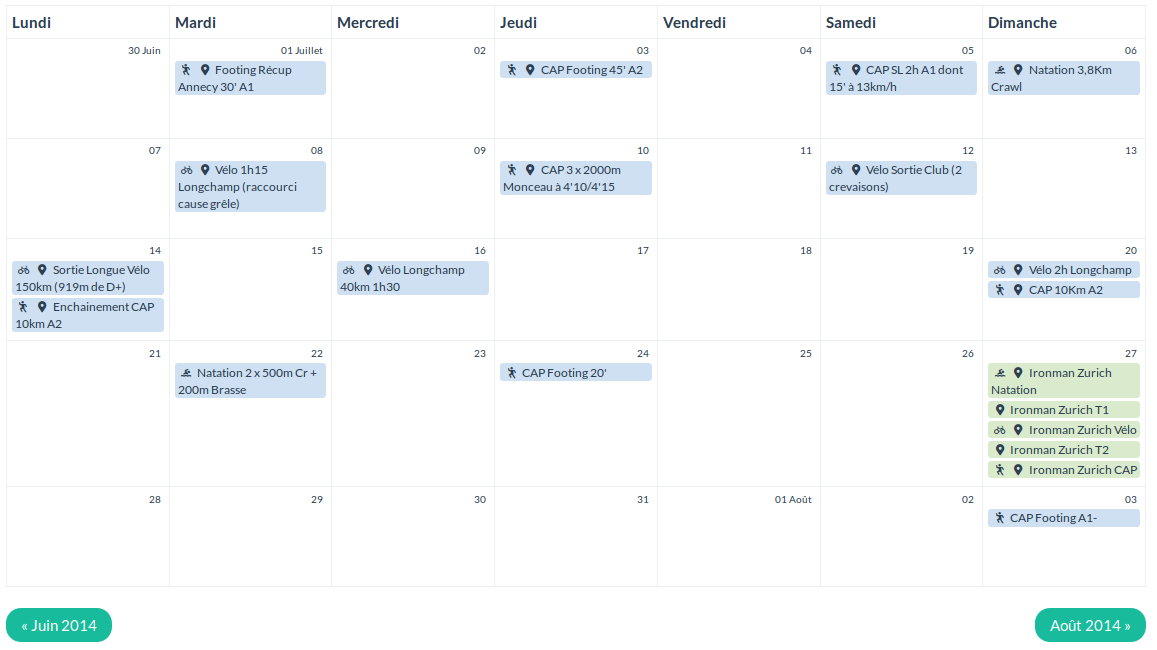 Lundi Mardi Mercredi Jeudi Vendredi Samedi Dimanche
30 Juin 01 Juillet 02 03 04 05 06
Footing Récup
Annecy 30' A1
CAP Footing 45' A2
CAP SL 2h A1 dont
15' à 13km/h
Natation 3,8Km
Crawl
07 08 09 10 11 12 13
Vélo 1h15
Longchamp (raccourci
cause grêle)
CAP 3 x 2000m
Monceau à 4'10/4'15
Vélo Sortie Club (2
crevaisons)
14 15 16 17 18 19 20
Sortie Longue Vélo
150km (919m de D+)
Enchainement CAP
10km A2
Vélo Longchamp
40km 1h30
Vélo 2h Longchamp
CAP 10Km A2
21 22 23 24 25 26 27
Natation 2 x 500m Cr +
200m Brasse
CAP Footing 20'
Ironman Zurich
Natation
Ironman Zurich T1
Ironman Zurich Vélo
Ironman Zurich T2
Ironman Zurich CAP
28 29 30 31 01 Août 02 03
CAP Footing A1-
« Juin 2014 Août 2014 »